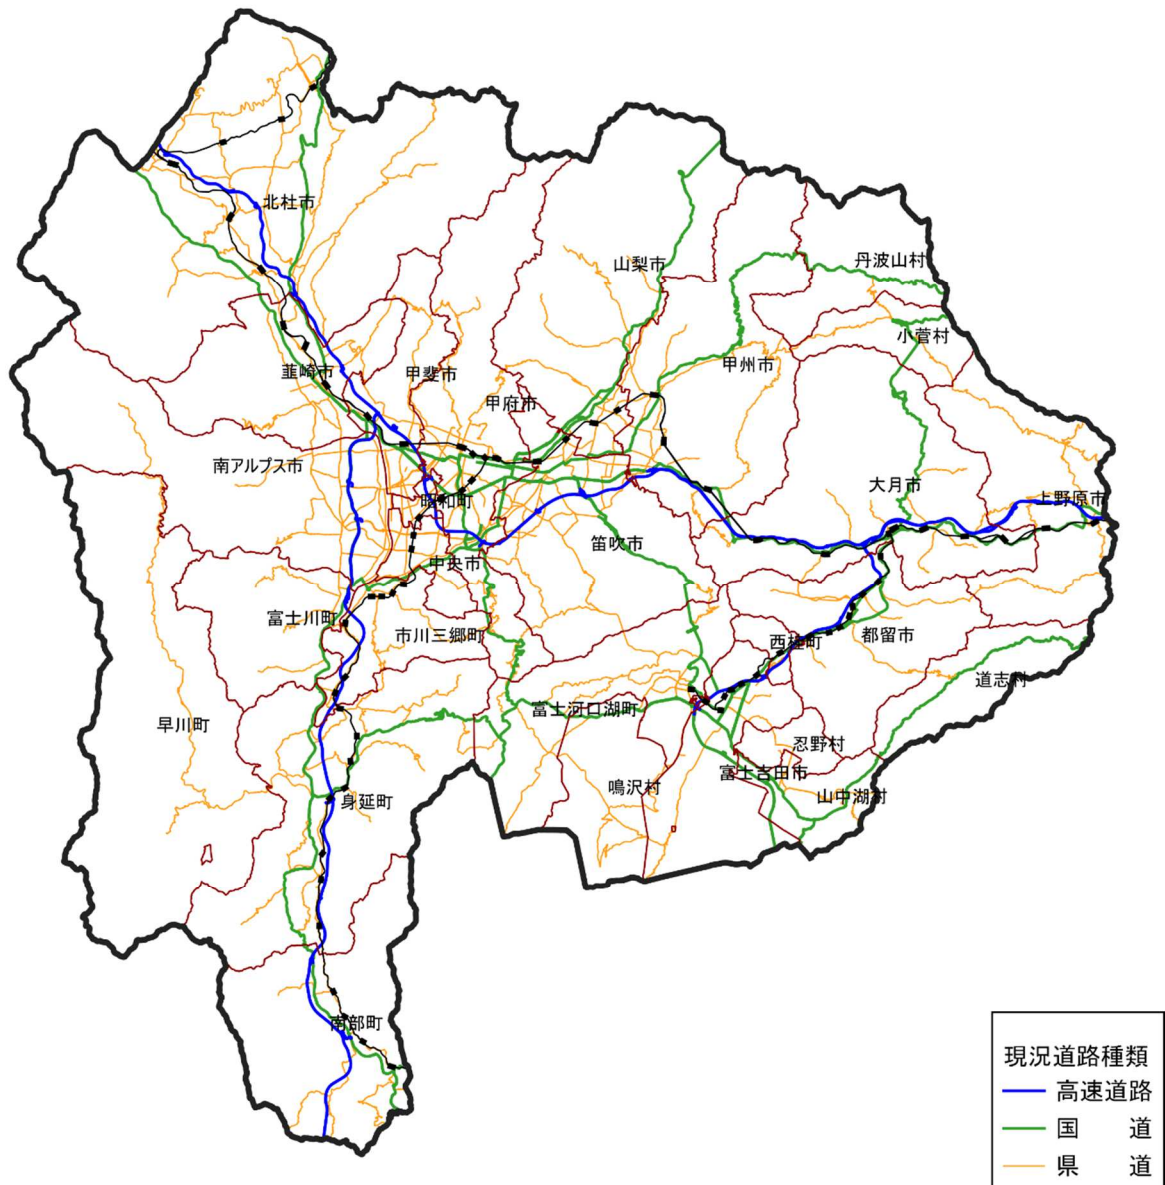 北杜市
山梨市
丹波山村
小菅村
韮崎市
甲斐市
甲州市
甲府市
南アルプス市
大月市
昭和町
上野原市
笛吹市
中央市
富士川町
市川三郷町
西桂町
都留市
道志村
早川町
富士河口湖町
忍野村
富士吉田市
鳴沢村
山中湖村
身延町
南部町
現況道路種類
高速道路
国　　道
県　　道